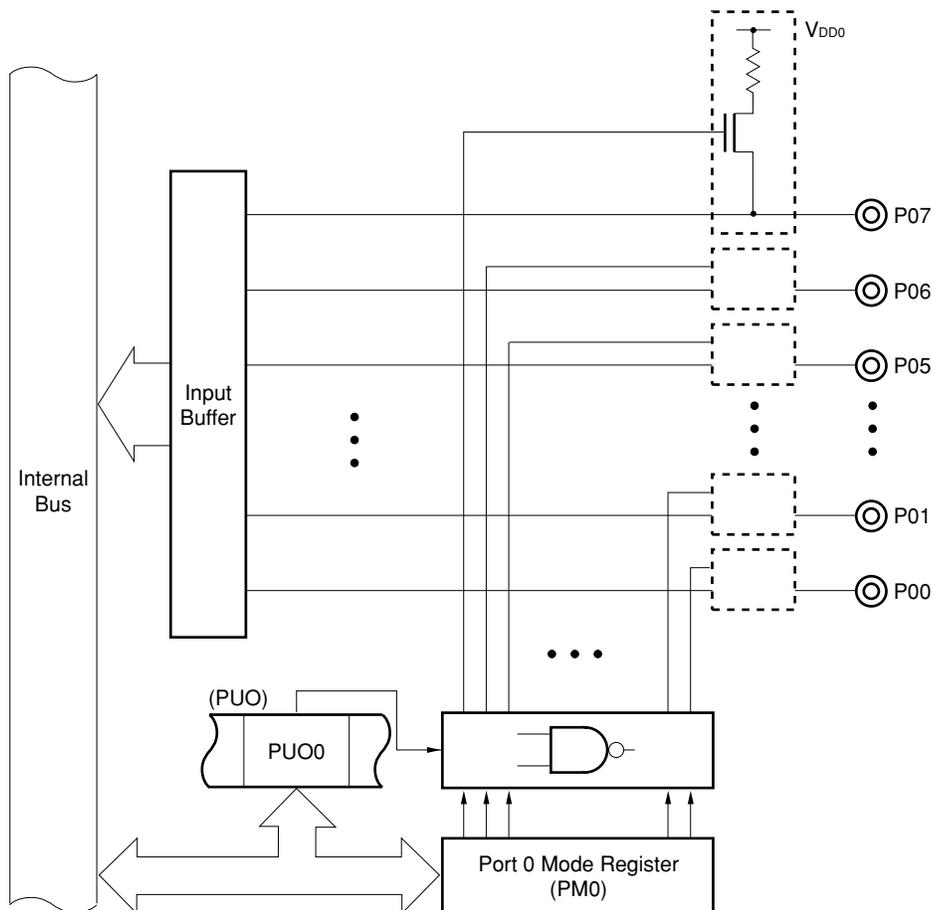 VDD0
P07
P06
P05
Input
Buffer
Internal
Bus
P01
P00
(PUO)
PUO0
Port 0 Mode Register
(PM0)